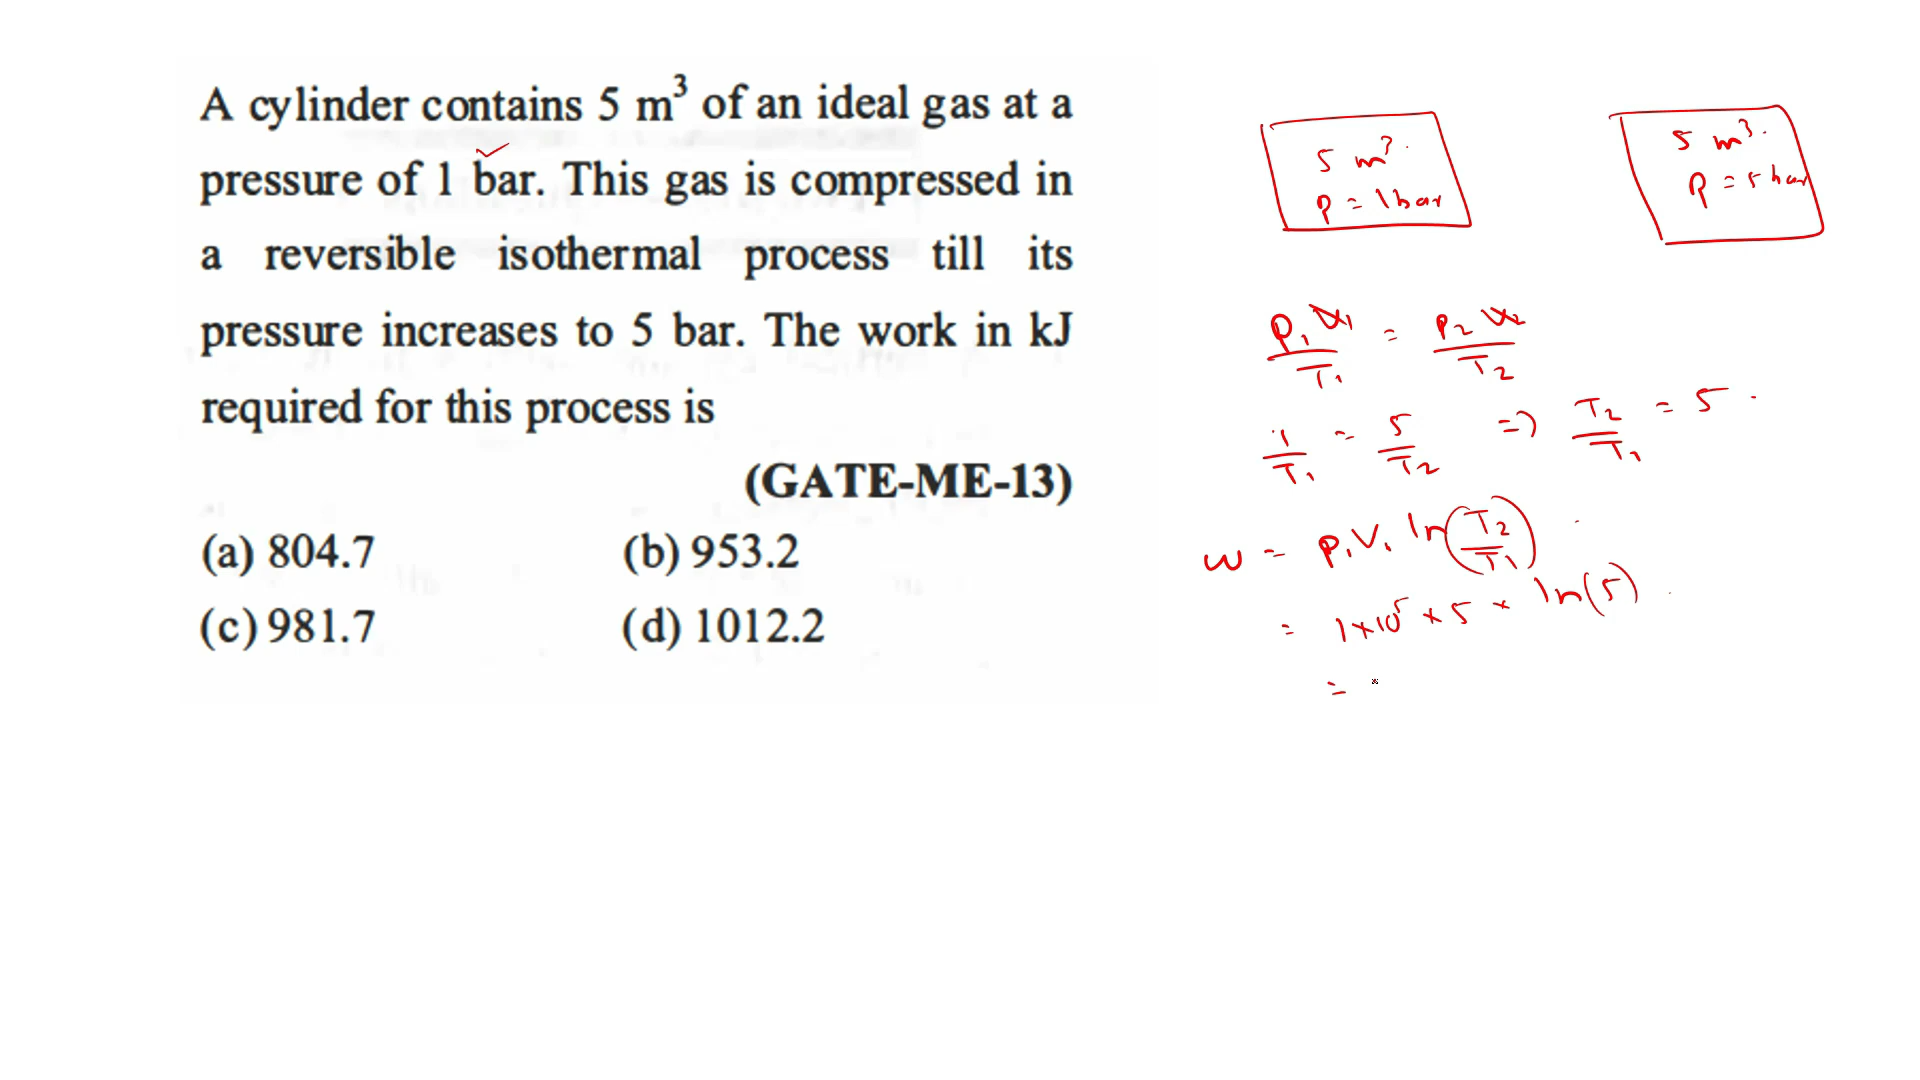 A cylinder contains 5 m³ of an ideal gas at a
pressure of 1 bar. This gas is compressed in
a reversible isothermal process till its
pressure increases to 5 bar. The work in kJ
required for this process is
(GATE-ME-13)
(a) 804.7 (b) 953.2
(c) 981.7 (d) 1012.2
5 m³.
P = 1 bar
5 m³.
P = 5 bar
P₁V₁/T₁ = P₂V₂/T₂
1/T₁ = 5/T₂ => T₂/T₁ = 5.
w = P₁V₁ ln(T₂/T₁)
= 1×10⁵ × 5 × ln(5)
=